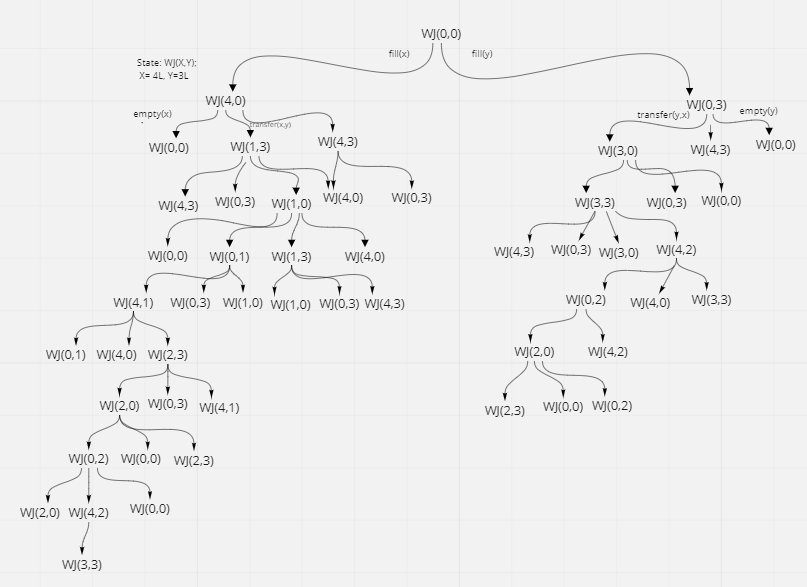 WJ(0,0)
fill(x) fill(y)
State: WJ(X,Y);
X= 4L, Y=3L
WJ(4,0) WJ(0,3)
empty(x) transfer(x,y) transfer(y,x) empty(y)
WJ(0,0) WJ(1,3) WJ(4,3) WJ(3,0) WJ(4,3) WJ(0,0)
WJ(4,3) WJ(0,3) WJ(1,0) WJ(4,0) WJ(0,3) WJ(3,3) WJ(0,3) WJ(0,0)
WJ(0,0) WJ(0,1) WJ(1,3) WJ(4,0) WJ(4,3) WJ(0,3) WJ(3,0) WJ(4,2)
WJ(4,1) WJ(0,3) WJ(1,0) WJ(1,0) WJ(0,3) WJ(4,3) WJ(0,2) WJ(4,0) WJ(3,3)
WJ(0,1) WJ(4,0) WJ(2,3) WJ(2,0) WJ(4,2)
WJ(2,0) WJ(0,3) WJ(4,1) WJ(2,3) WJ(0,0) WJ(0,2)
WJ(0,2) WJ(0,0) WJ(2,3)
WJ(2,0) WJ(4,2) WJ(0,0)
WJ(3,3)